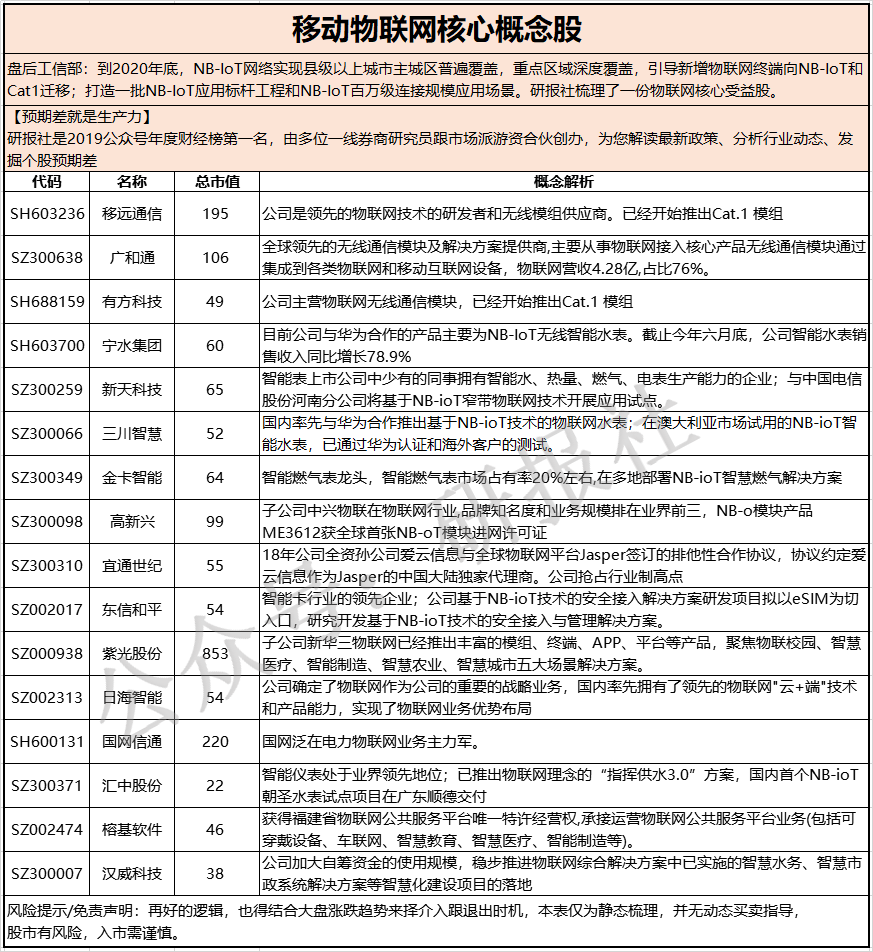 移动物联网核心概念股
盘后工信部：到2020年底，NB-IoT网络实现县级以上城市主城区普遍覆盖，重点区域深度覆盖，引导新增物联网终端向NB-IoT和
Cat1迁移；打造一批NB-IoT应用标杆工程和NB-IoT百万级连接规模应用场景。研报社梳理了一份物联网核心受益股。
【预期差就是生产力】
研报社是2019公众号年度财经榜第一名，由多位一线券商研究员跟市场派游资合伙创办，为您解读最新政策、分析行业动态、发
掘个股预期差
代码 名称 总市值 概念解析
SH603236 移远通信 195 公司是领先的物联网技术的研发者和无线模组供应商。已经开始推出Cat.1 模组
SZ300638 广和通 106 全球领先的无线通信模块及解决方案提供商,主要从事物联网接入核心产品无线通信模块通过
集成到各类物联网和移动互联网设备，物联网营收4.28亿,占比76%。
SH688159 有方科技 49 公司主营物联网无线通信模块，已经开始推出Cat.1 模组
SH603700 宁水集团 60 目前公司与华为合作的产品主要为NB-IoT无线智能水表。截止今年六月底，公司智能水表销
售收入同比增长78.9%
SZ300259 新天科技 65 智能表上市公司中少有的同事拥有智能水、热量、燃气、电表生产能力的企业；与中国电信
股份河南分公司将基于NB-ioT窄带物联网技术开展应用试点。
SZ300066 三川智慧 52 国内率先与华为合作推出基于NB-ioT技术的物联网水表；在澳大利亚市场试用的NB-ioT智
能水表，已通过华为认证和海外客户的测试。
SZ300349 金卡智能 64 智能燃气表龙头，智能燃气表市场占有率20%左右,在多地部署NB-ioT智慧燃气解决方案
SZ300098 高新兴 99 子公司中兴物联在物联网行业,品牌知名度和业务规模排在业界前三，NB-o模块产品
ME3612获全球首张NB-oT模块进网许可证
SZ300310 宜通世纪 55 18年公司全资孙公司爱云信息与全球物联网平台Jasper签订的排他性合作协议，协议约定爱
云信息作为Jasper的中国大陆独家代理商。公司抢占行业制高点
SZ002017 东信和平 54 智能卡行业的领先企业；公司基于NB-ioT技术的安全接入解决方案研发项目拟以eSIM为切
入口，研究开发基于NB-ioT技术的安全接入与管理解决方案。
SZ000938 紫光股份 853 子公司新华三物联网已经推出丰富的模组、终端、APP、平台等产品，聚焦物联校园、智慧
医疗、智能制造、智慧农业、智慧城市五大场景解决方案。
SZ002313 日海智能 54 公司确定了物联网作为公司的重要的战略业务，国内率先拥有了领先的物联网"云+端"技术
和产品能力，实现了物联网业务优势布局
SH600131 国网信通 220 国网泛在电力物联网业务主力军。
SZ300371 汇中股份 22 智能仪表处于业界领先地位；已推出物联网理念的“指挥供水3.0”方案，国内首个NB-ioT
朝圣水表试点项目在广东顺德交付
SZ002474 榕基软件 46 获得福建省物联网公共服务平台唯一特许经营权,承接运营物联网公共服务平台业务(包括可
穿戴设备、车联网、智慧教育、智慧医疗、智能制造等)。
SZ300007 汉威科技 38 公司加大自筹资金的使用规模，稳步推进物联网综合解决方案中已实施的智慧水务、智慧市
政系统解决方案等智慧化建设项目的落地
风险提示/免责声明：再好的逻辑，也得结合大盘涨跌趋势来择介入跟退出时机，本表仅为静态梳理，并无动态买卖指导，
股市有风险，入市需谨慎。
公众号：研报社